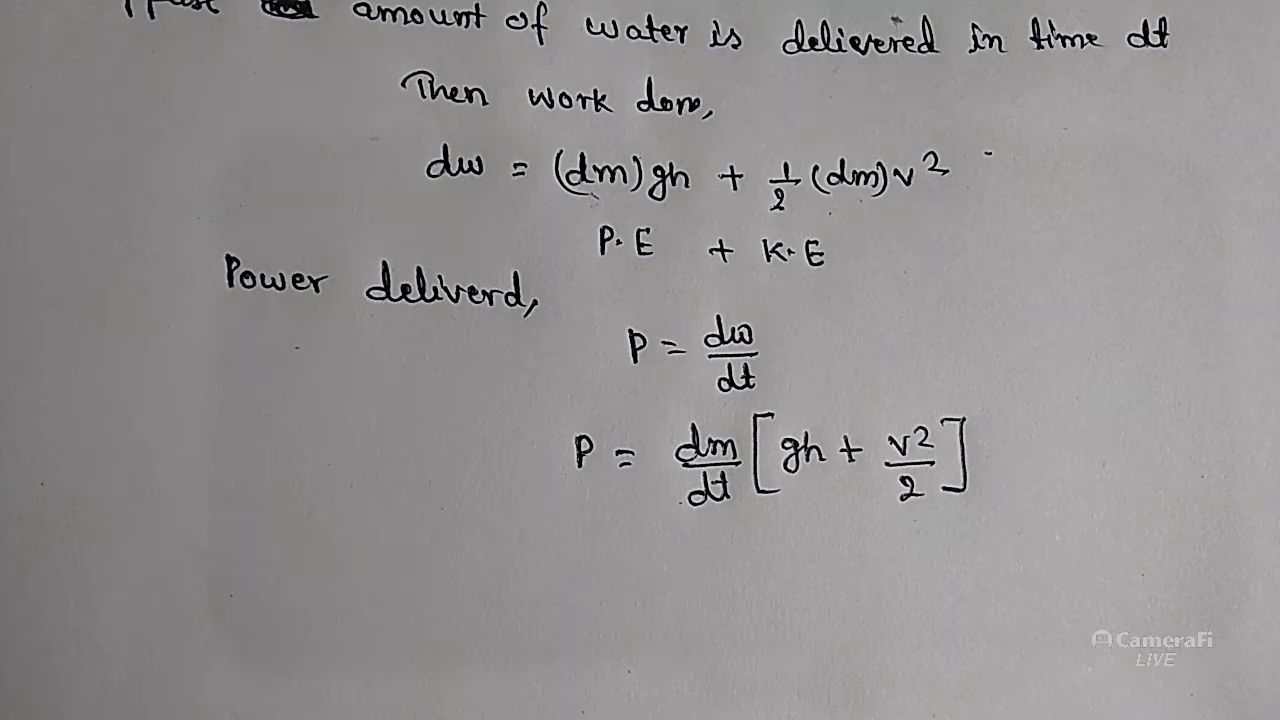 amount of water is delivered in time dt
Then work done,
dw = (dm)gh + 1/2 (dm)v²
P.E + K.E
Power deliverd,
P = dw/dt
P = dm/dt [gh + v²/2]
CameraFi
LIVE